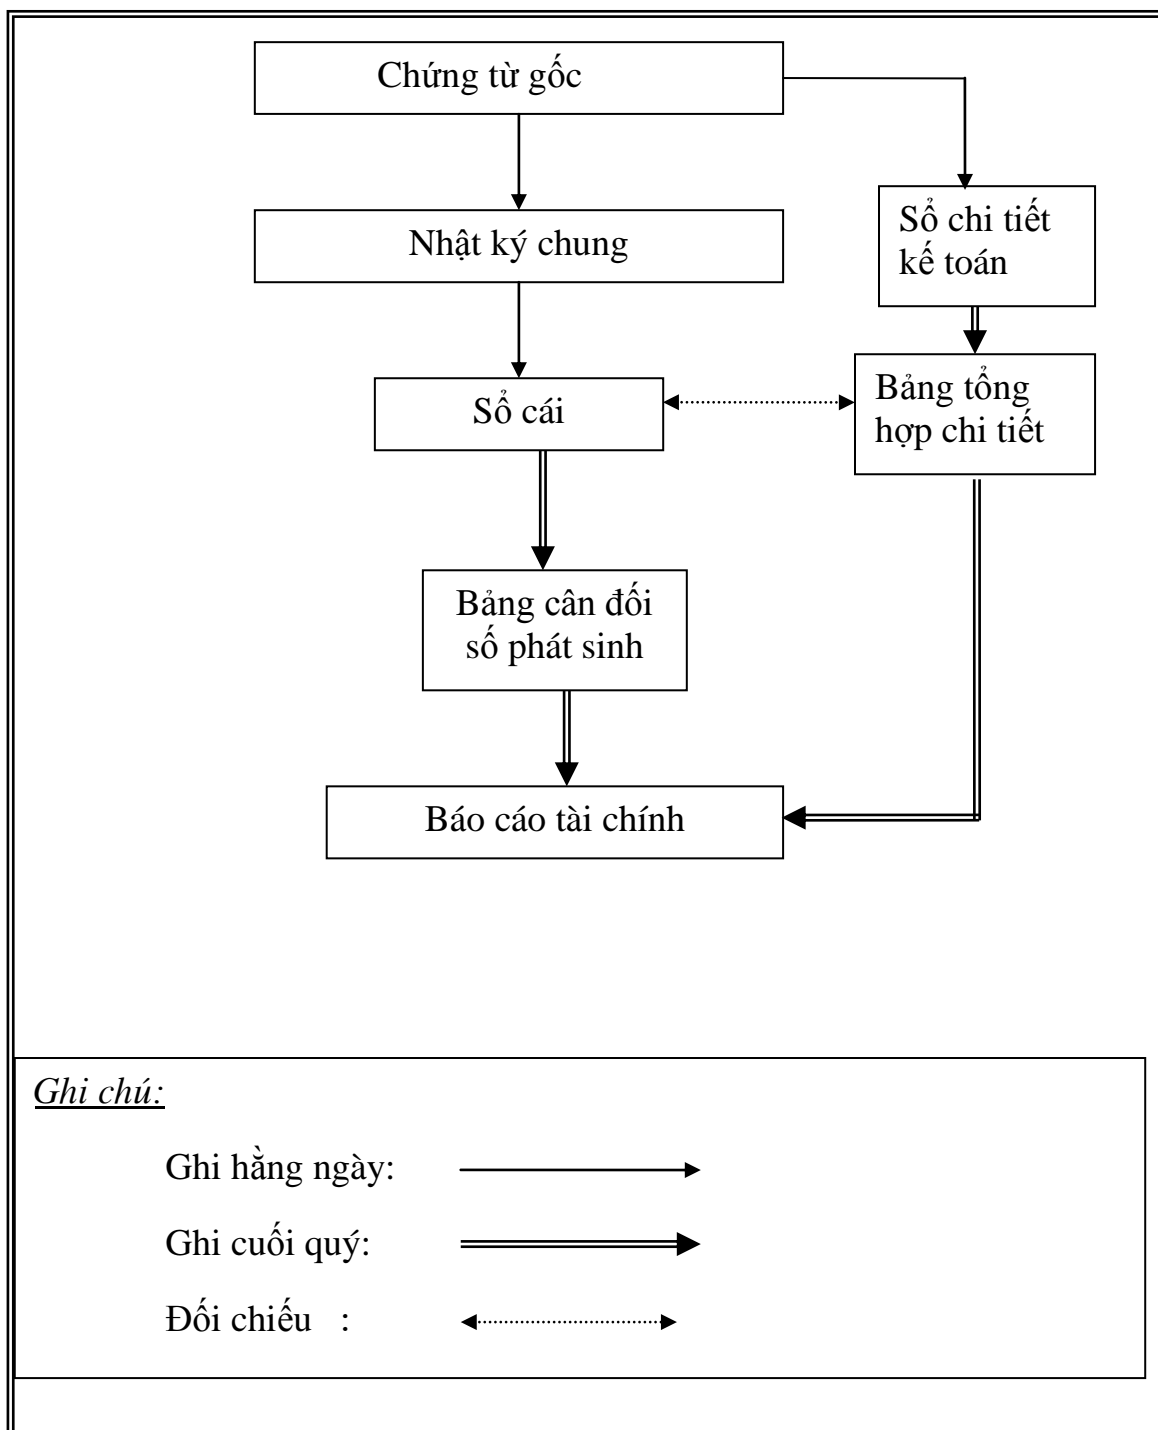 Chứng từ gốc
Nhật ký chung
Sổ chi tiết
kế toán
Sổ cái
Bảng tổng
hợp chi tiết
Bảng cân đối
số phát sinh
Báo cáo tài chính
Ghi chú:
Ghi hằng ngày:
Ghi cuối quý:
Đối chiếu :